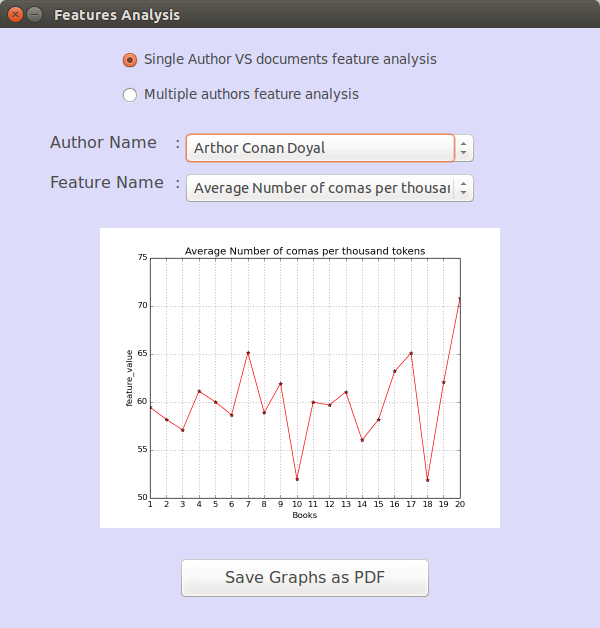 Features Analysis
Single Author VS documents feature analysis
Multiple authors feature analysis
Author Name : Arthor Conan Doyal
Feature Name : Average Number of comas per thousan
Average Number of comas per thousand tokens
75
70
65
60
55
50
feature_value
1 2 3 4 5 6 7 8 9 10 11 12 13 14 15 16 17 18 19 20
Books
Save Graphs as PDF